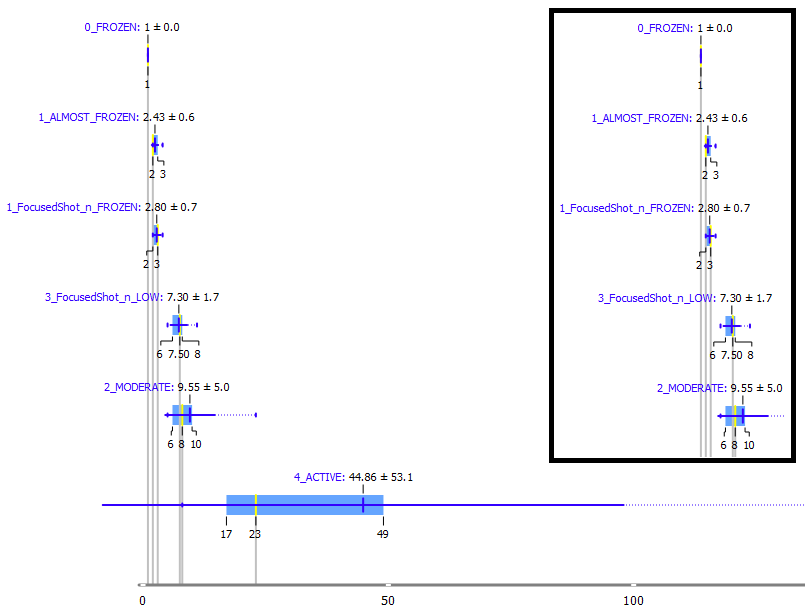 0_FROZEN: 1 ± 0.0
1
1_ALMOST_FROZEN: 2.43 ± 0.6
2 3
1_FocusedShot_n_FROZEN: 2.80 ± 0.7
2 3
3_FocusedShot_n_LOW: 7.30 ± 1.7
6 7.50 8
2_MODERATE: 9.55 ± 5.0
6 8 10
4_ACTIVE: 44.86 ± 53.1
17 23 49
0 50 100
0_FROZEN: 1 ± 0.0
1
1_ALMOST_FROZEN: 2.43 ± 0.6
2 3
1_FocusedShot_n_FROZEN: 2.80 ± 0.7
2 3
3_FocusedShot_n_LOW: 7.30 ± 1.7
6 7.50 8
2_MODERATE: 9.55 ± 5.0
6 8 10